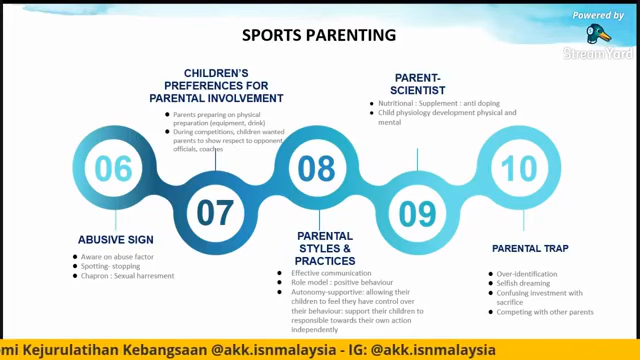 Powered by
StreamYard
SPORTS PARENTING
CHILDREN'S
PREFERENCES FOR
PARENTAL INVOLVEMENT
● Parents preparing on physical
preparation (equipment, drink)
● During competitions, children wanted
parents to show respect to opponent
officials, coaches
PARENT-
SCIENTIST
● Nutritional : Supplement : anti doping
● Child physiology development physical and
mental
06
07
08
09
10
ABUSIVE SIGN
● Aware on abuse factor
● Spotting- stopping
● Chapron : Sexual harresment
PARENTAL
STYLES &
PRACTICES
● Effective communication
● Role model : positive behaviour
● Autonomy-supportive: allowing their
children to feel they have control over
their behaviour: support their children to
responsible towards their own action
independently
PARENTAL TRAP
● Over-identification
● Selfish dreaming
● Confusing investment with
sacrifice
● Competing with other parents
mi Kejurulatihan Kebangsaan @akk.isnmalaysia - IG: @akk.isnmalaysia